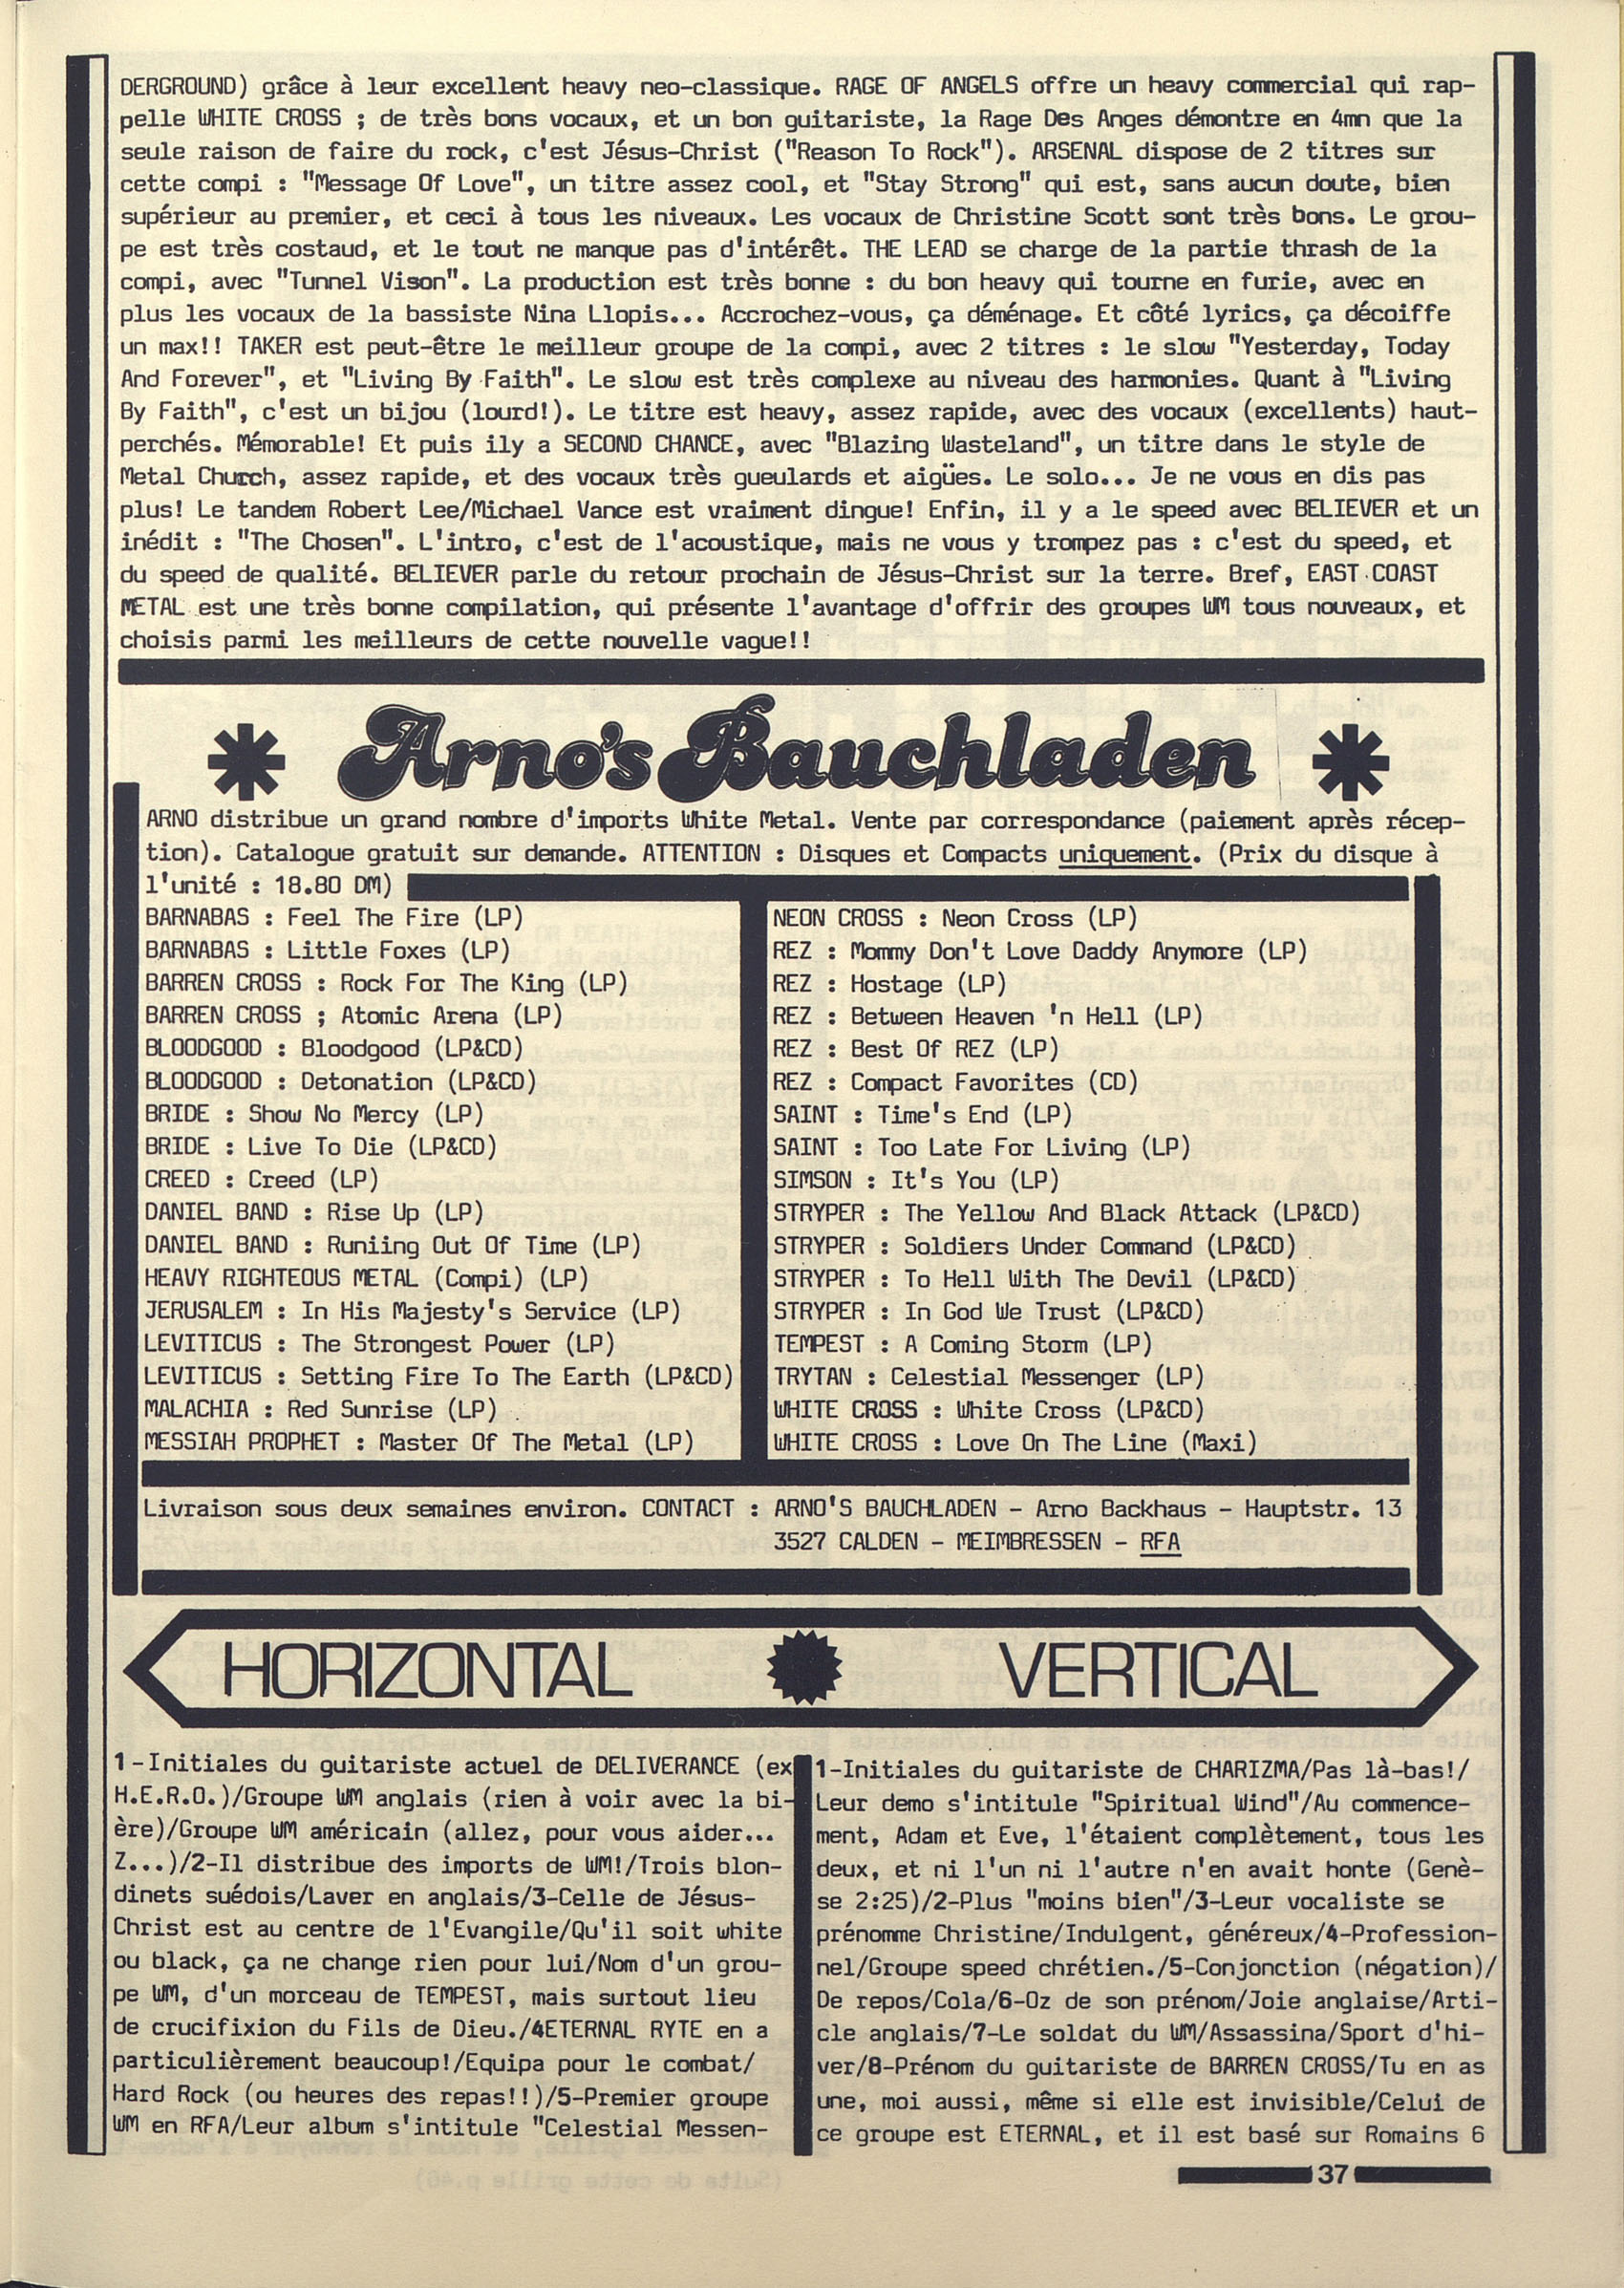 DERGROUND) grâce à leur excellent heavy neo-classique. RAGE OF ANGELS offre un heavy commercial qui rap-
pelle WHITE CROSS ; de très bons vocaux, et un bon guitariste, la Rage Des Anges démontre en 4mn que la
seule raison de faire du rock, c'est Jésus-Christ ("Reason To Rock"). ARSENAL dispose de 2 titres sur
cette compi : "Message Of Love", un titre assez cool, et "Stay Strong" qui est, sans aucun doute, bien
supérieur au premier, et ceci à tous les niveaux. Les vocaux de Christine Scott sont très bons. Le grou-
pe est très costaud, et le tout ne manque pas d'intérêt. THE LEAD se charge de la partie thrash de la
compi, avec "Tunnel Vison". La production est très bonne : du bon heavy qui tourne en furie, avec en
plus les vocaux de la bassiste Nina Llopis... Accrochez-vous, ça déménage. Et côté lyrics, ça décoiffe
un max!! TAKER est peut-être le meilleur groupe de la compi, avec 2 titres : le slow "Yesterday, Today
And Forever", et "Living By Faith". Le slow est très complexe au niveau des harmonies. Quant à "Living
By Faith", c'est un bijou (lourd!). Le titre est heavy, assez rapide, avec des vocaux (excellents) haut-
perchés. Mémorable! Et puis ily a SECOND CHANCE, avec "Blazing Wasteland", un titre dans le style de
Metal Church, assez rapide, et des vocaux très gueulards et aigües. Le solo... Je ne vous en dis pas
plus! Le tandem Robert Lee/Michael Vance est vraiment dingue! Enfin, il y a le speed avec BELIEVER et un
inédit : "The Chosen". L'intro, c'est de l'acoustique, mais ne vous y trompez pas : c'est du speed, et
du speed de qualité. BELIEVER parle du retour prochain de Jésus-Christ sur la terre. Bref, EAST COAST
METAL est une très bonne compilation, qui présente l'avantage d'offrir des groupes WM tous nouveaux, et
choisis parmi les meilleurs de cette nouvelle vague!!
Arno's Bauchladen
ARNO distribue un grand nombre d'imports White Metal. Vente par correspondance (paiement après récep-
tion). Catalogue gratuit sur demande. ATTENTION : Disques et Compacts uniquement. (Prix du disque à
l'unité : 18.80 DM)
BARNABAS : Feel The Fire (LP)
BARNABAS : Little Foxes (LP)
BARREN CROSS : Rock For The King (LP)
BARREN CROSS ; Atomic Arena (LP)
BLOODGOOD : Bloodgood (LP&CD)
BLOODGOOD : Detonation (LP&CD)
BRIDE : Show No Mercy (LP)
BRIDE : Live To Die (LP&CD)
CREED : Creed (LP)
DANIEL BAND : Rise Up (LP)
DANIEL BAND : Runiing Out Of Time (LP)
HEAVY RIGHTEOUS METAL (Compi) (LP)
JERUSALEM : In His Majesty's Service (LP)
LEVITICUS : The Strongest Power (LP)
LEVITICUS : Setting Fire To The Earth (LP&CD)
MALACHIA : Red Sunrise (LP)
MESSIAH PROPHET : Master Of The Metal (LP)
NEON CROSS : Neon Cross (LP)
REZ : Mommy Don't Love Daddy Anymore (LP)
REZ : Hostage (LP)
REZ : Between Heaven 'n Hell (LP)
REZ : Best Of REZ (LP)
REZ : Compact Favorites (CD)
SAINT : Time's End (LP)
SAINT : Too Late For Living (LP)
SIMSON : It's You (LP)
STRYPER : The Yellow And Black Attack (LP&CD)
STRYPER : Soldiers Under Command (LP&CD)
STRYPER : To Hell With The Devil (LP&CD)
STRYPER : In God We Trust (LP&CD)
TEMPEST : A Coming Storm (LP)
TRYTAN : Celestial Messenger (LP)
WHITE CROSS : White Cross (LP&CD)
WHITE CROSS : Love On The Line (Maxi)
Livraison sous deux semaines environ. CONTACT : ARNO'S BAUCHLADEN - Arno Backhaus - Hauptstr. 13
3527 CALDEN - MEIMBRESSEN - RFA
HORIZONTAL
1-Initiales du guitariste actuel de DELIVERANCE (ex
H.E.R.O.)/Groupe WM anglais (rien à voir avec la bi-
ère)/Groupe WM américain (allez, pour vous aider...
Z...)/2-Il distribue des imports de WM!/Trois blon-
dinets suédois/Laver en anglais/3-Celle de Jésus-
Christ est au centre de l'Evangile/Qu'il soit white
ou black, ça ne change rien pour lui/Nom d'un grou-
pe WM, d'un morceau de TEMPEST, mais surtout lieu
de crucifixion du Fils de Dieu./4ETERNAL RYTE en a
particulièrement beaucoup!/Equipa pour le combat/
Hard Rock (ou heures des repas!!)/5-Premier groupe
WM en RFA/Leur album s'intitule "Celestial Messen-
VERTICAL
1-Initiales du guitariste de CHARIZMA/Pas là-bas!/
Leur demo s'intitule "Spiritual Wind"/Au commence-
ment, Adam et Eve, l'étaient complètement, tous les
deux, et ni l'un ni l'autre n'en avait honte (Genè-
se 2:25)/2-Plus "moins bien"/3-Leur vocaliste se
prénomme Christine/Indulgent, généreux/4-Profession-
nel/Groupe speed chrétien./5-Conjonction (négation)/
De repos/Cola/6-Oz de son prénom/Joie anglaise/Arti-
cle anglais/7-Le soldat du WM/Assassina/Sport d'hi-
ver/8-Prénom du guitariste de BARREN CROSS/Tu en as
une, moi aussi, même si elle est invisible/Celui de
ce groupe est ETERNAL, et il est basé sur Romains 6
37